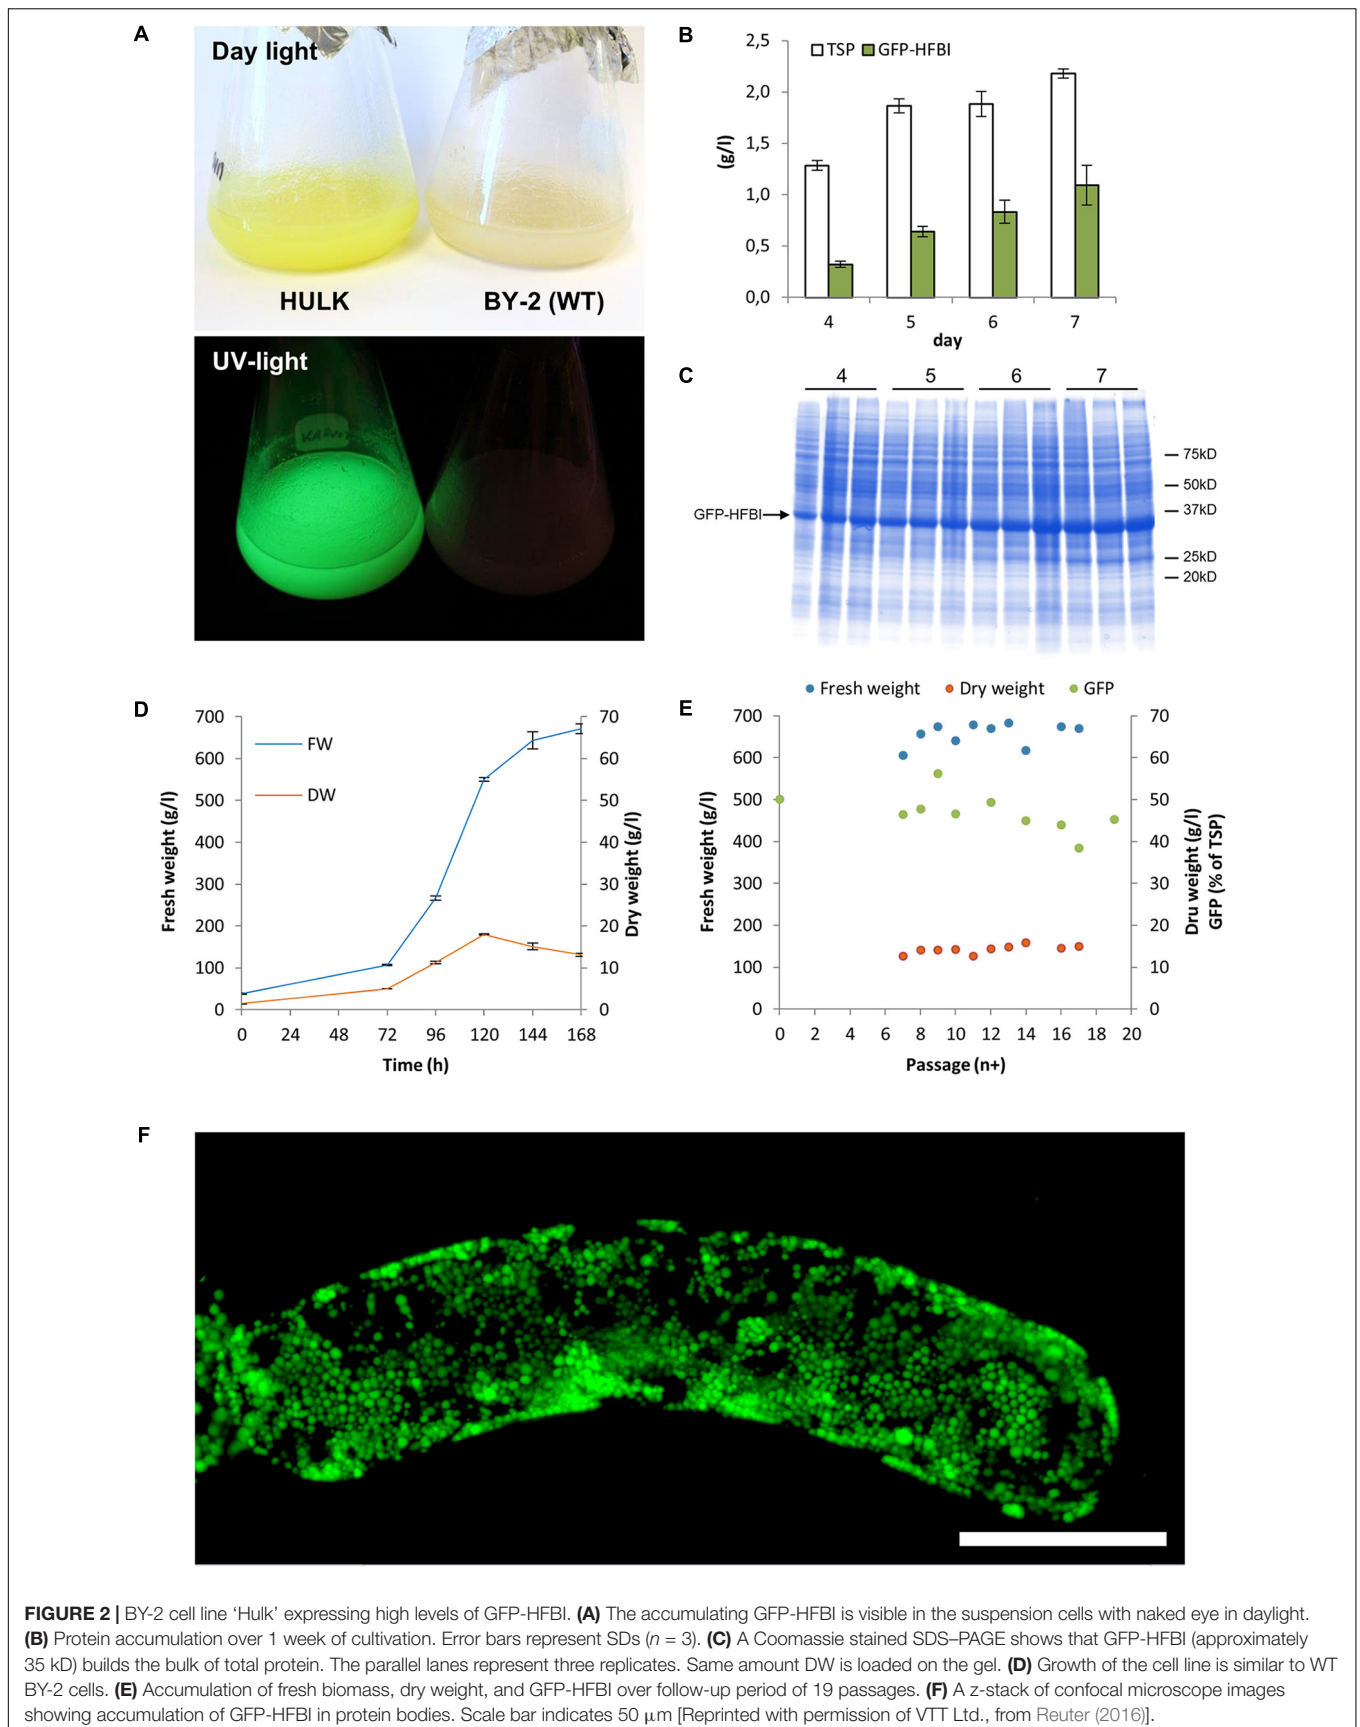 A
Day light
HULK
BY-2 (WT)
UV-light
B
2,5
2,0
1,5
1,0
0,5
0,0
(g/l)
TSP
GFP-HFBI
4 5 6 7
day
C
4 5 6 7
GFP-HFBI
75kD
50kD
37kD
25kD
20kD
D
700
600
500
400
300
200
100
0
Fresh weight (g/l)
FW
DW
70
60
50
40
30
20
10
0
Dry weight (g/l)
0 24 48 72 96 120 144 168
Time (h)
E
Fresh weight Dry weight GFP
700
600
500
400
300
200
100
0
Fresh weight (g/l)
70
60
50
40
30
20
10
0
Dru weight (g/l)
GFP (% of TSP)
0 2 4 6 8 10 12 14 16 18 20
Passage (n+)
F
FIGURE 2 | BY-2 cell line ‘Hulk’ expressing high levels of GFP-HFBI. (A) The accumulating GFP-HFBI is visible in the suspension cells with naked eye in daylight.
(B) Protein accumulation over 1 week of cultivation. Error bars represent SDs (n = 3). (C) A Coomassie stained SDS–PAGE shows that GFP-HFBI (approximately
35 kD) builds the bulk of total protein. The parallel lanes represent three replicates. Same amount DW is loaded on the gel. (D) Growth of the cell line is similar to WT
BY-2 cells. (E) Accumulation of fresh biomass, dry weight, and GFP-HFBI over follow-up period of 19 passages. (F) A z-stack of confocal microscope images
showing accumulation of GFP-HFBI in protein bodies. Scale bar indicates 50 μm [Reprinted with permission of VTT Ltd., from Reuter (2016)].